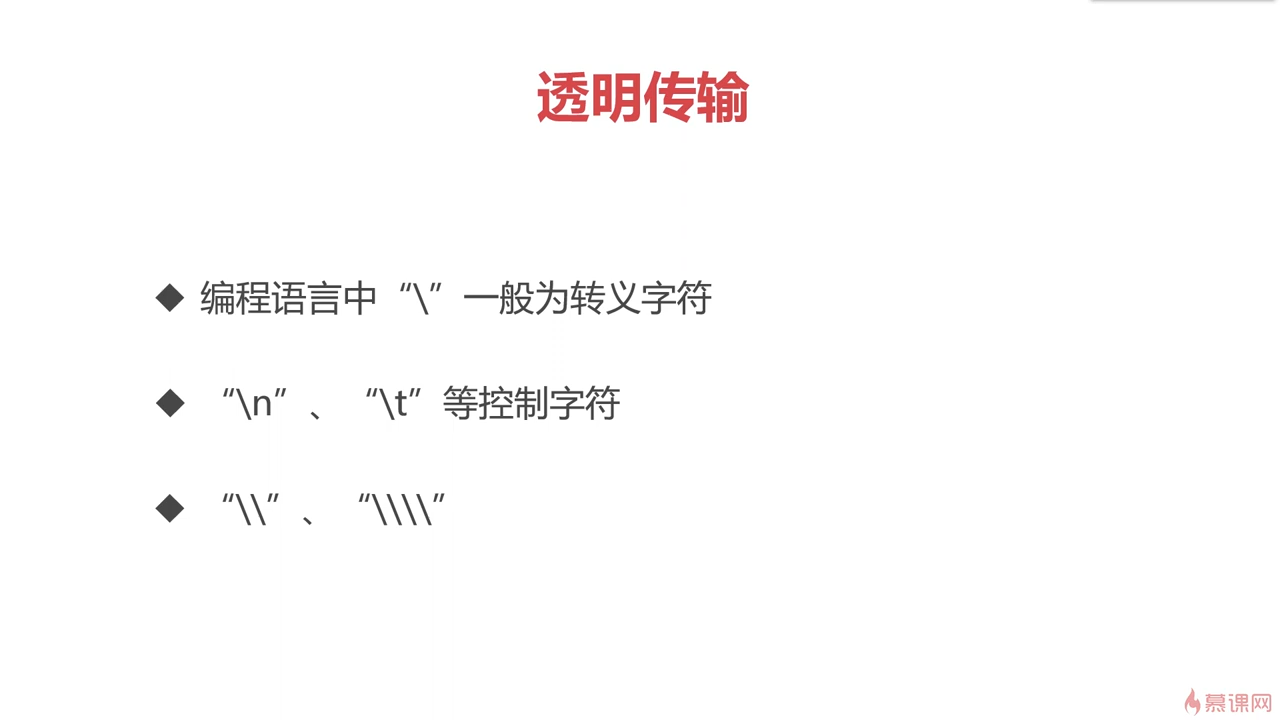 透明传输
◆ 编程语言中“\”一般为转义字符
◆ “\n”、“\t”等控制字符
◆ “\\”、“\\\\”
慕课网